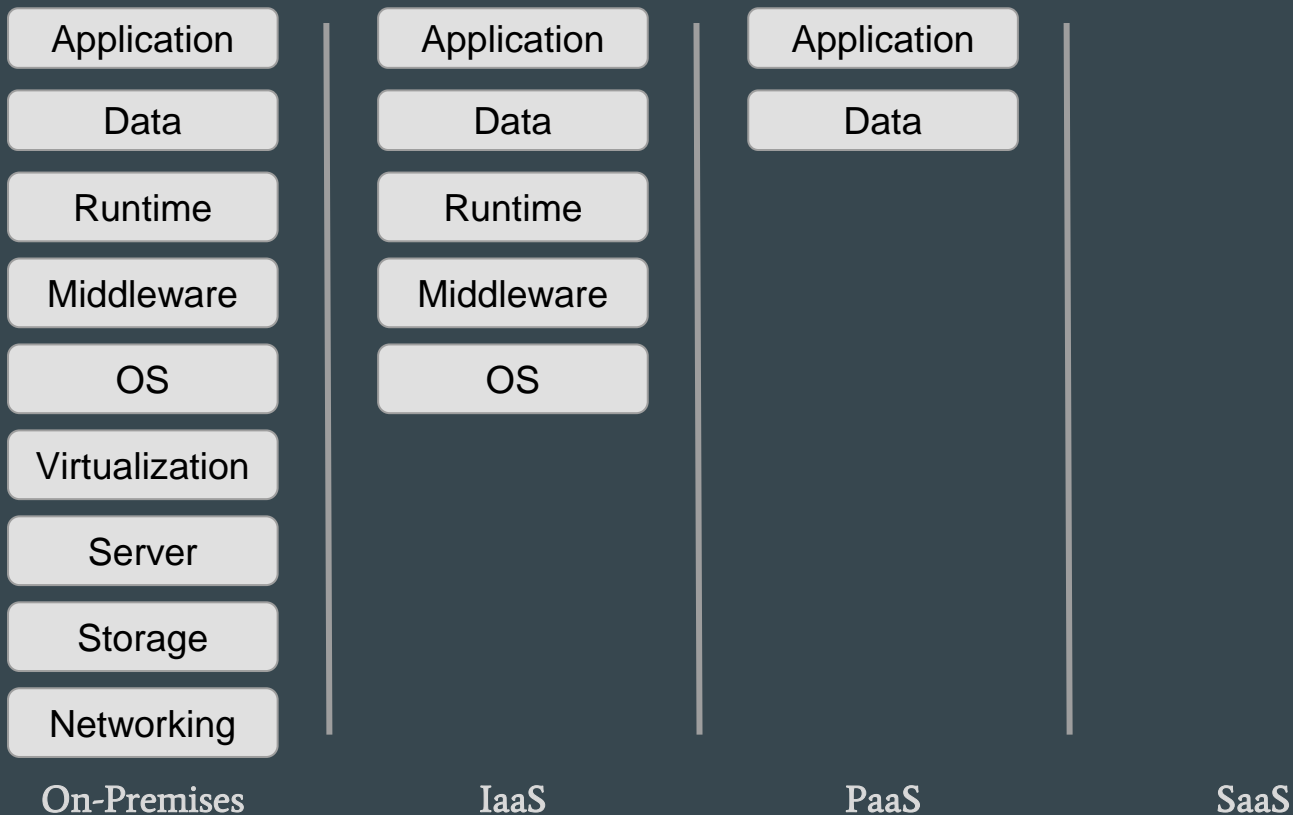 Application
Data
Runtime
Middleware
OS
Virtualization
Server
Storage
Networking
On-Premises
Application
Data
Runtime
Middleware
OS
IaaS
Application
Data
PaaS
SaaS